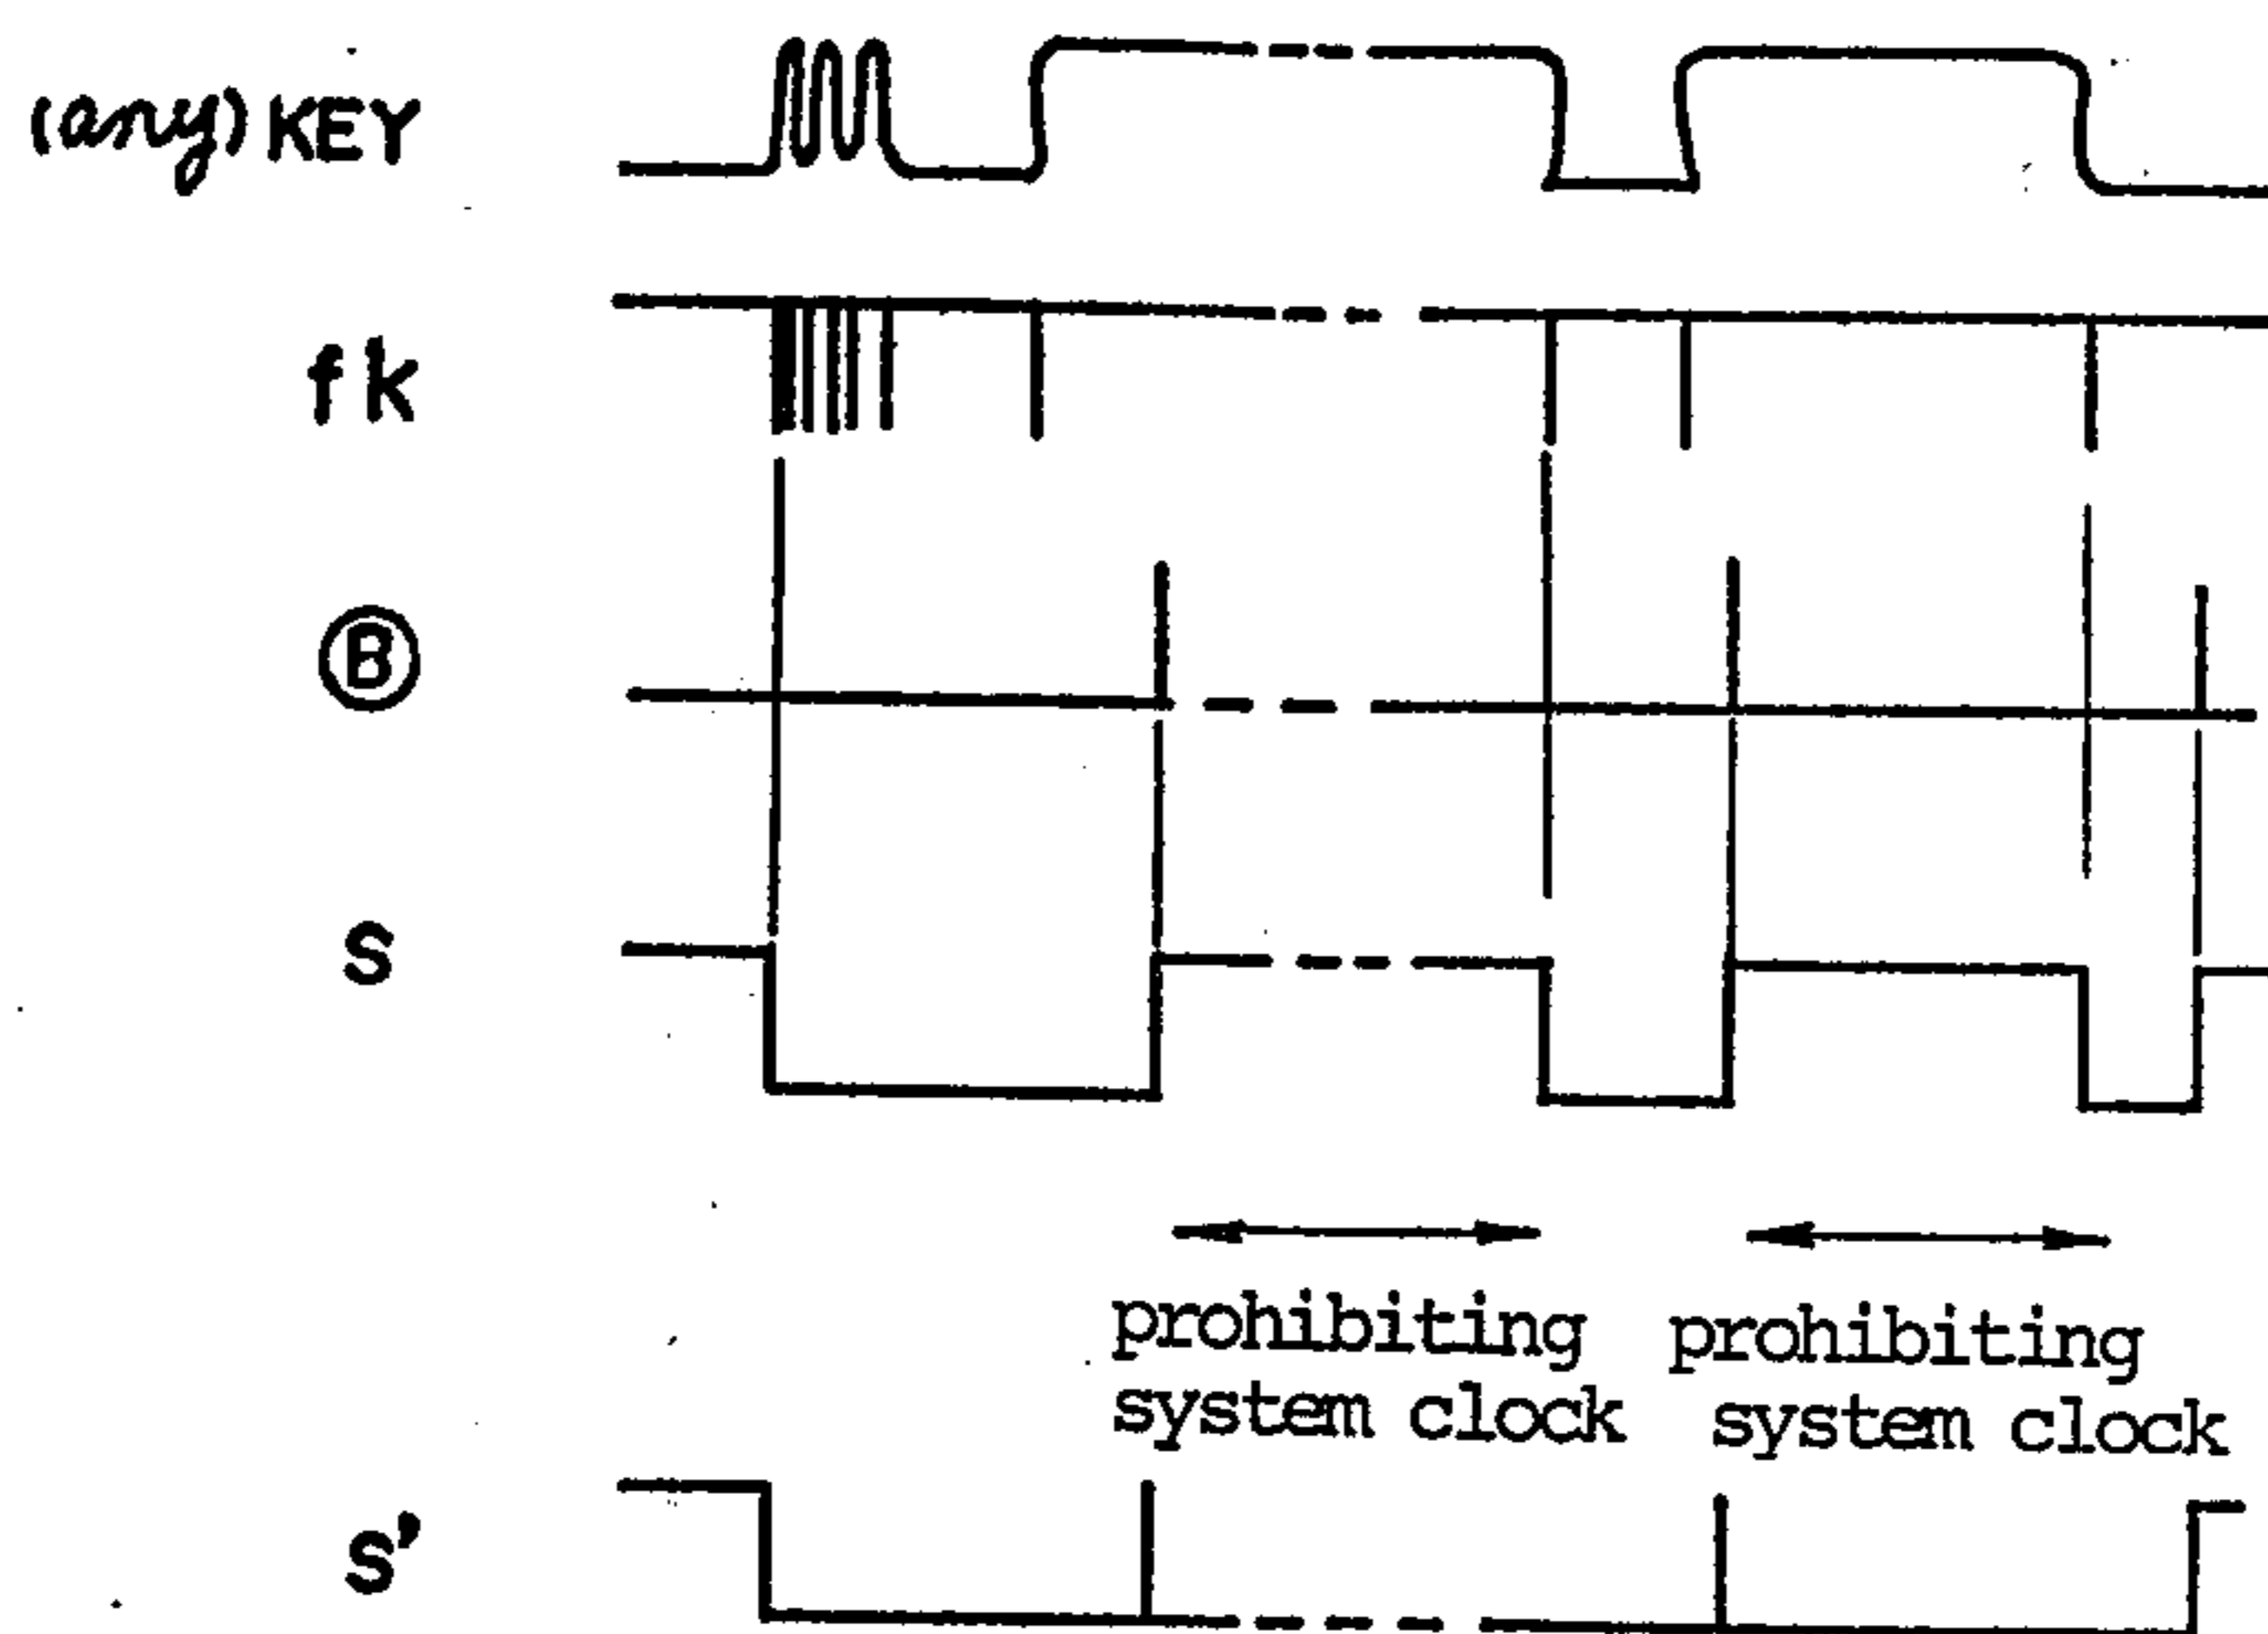 (any) KEY
fk
Ⓑ
S
prohibiting
system clock
prohibiting
system clock
S'